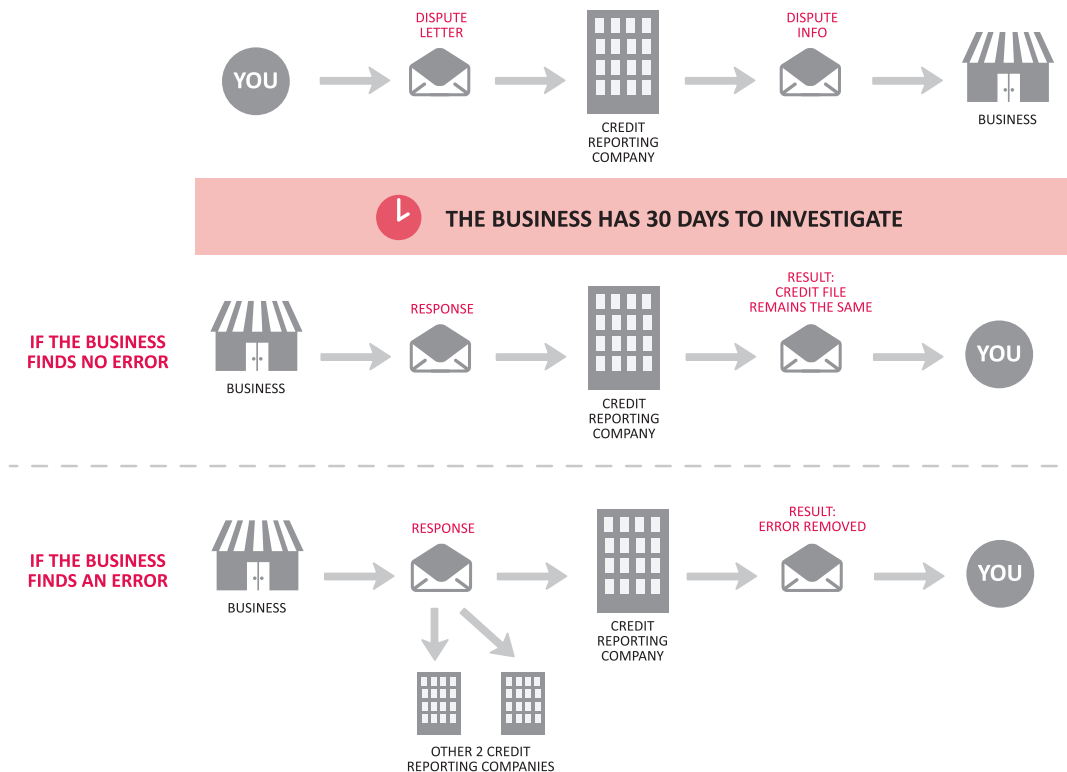 DISPUTE
LETTER
DISPUTE
INFO
YOU
CREDIT
REPORTING
COMPANY
BUSINESS
THE BUSINESS HAS 30 DAYS TO INVESTIGATE
IF THE BUSINESS
FINDS NO ERROR
BUSINESS
RESPONSE
CREDIT
REPORTING
COMPANY
RESULT:
CREDIT FILE
REMAINS THE SAME
YOU
IF THE BUSINESS
FINDS AN ERROR
BUSINESS
RESPONSE
CREDIT
REPORTING
COMPANY
RESULT:
ERROR REMOVED
YOU
OTHER 2 CREDIT
REPORTING COMPANIES